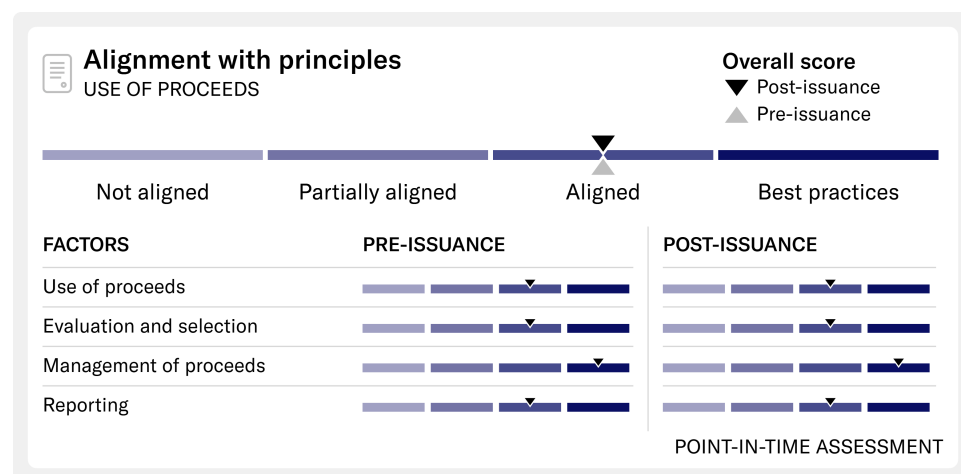 Alignment with principles
USE OF PROCEEDS
Overall score
Post-issuance
Pre-issuance
Not aligned
Partially aligned
Aligned
Best practices
FACTORS
PRE-ISSUANCE
POST-ISSUANCE
Use of proceeds
Evaluation and selection
Management of proceeds
Reporting
POINT-IN-TIME ASSESSMENT